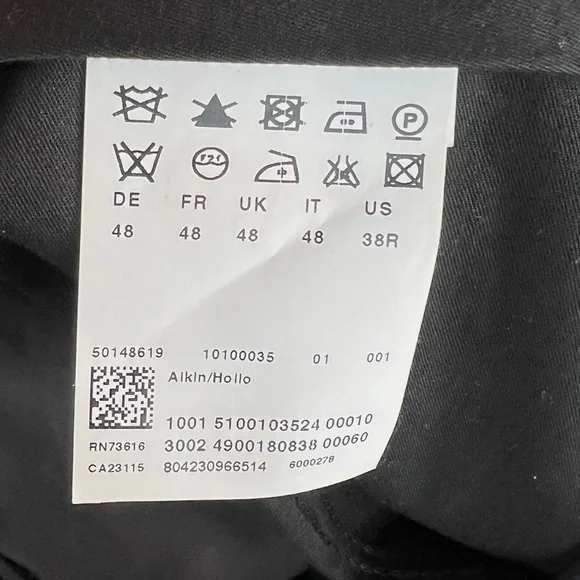 P
DE FR UK IT US
48 48 48 48 38R
50148619 10100035 01 001
Aikin/Hollo
1001 5100103524 00010
RN73616 3002 4900180838 00060
CA23115 804230966514 6000278